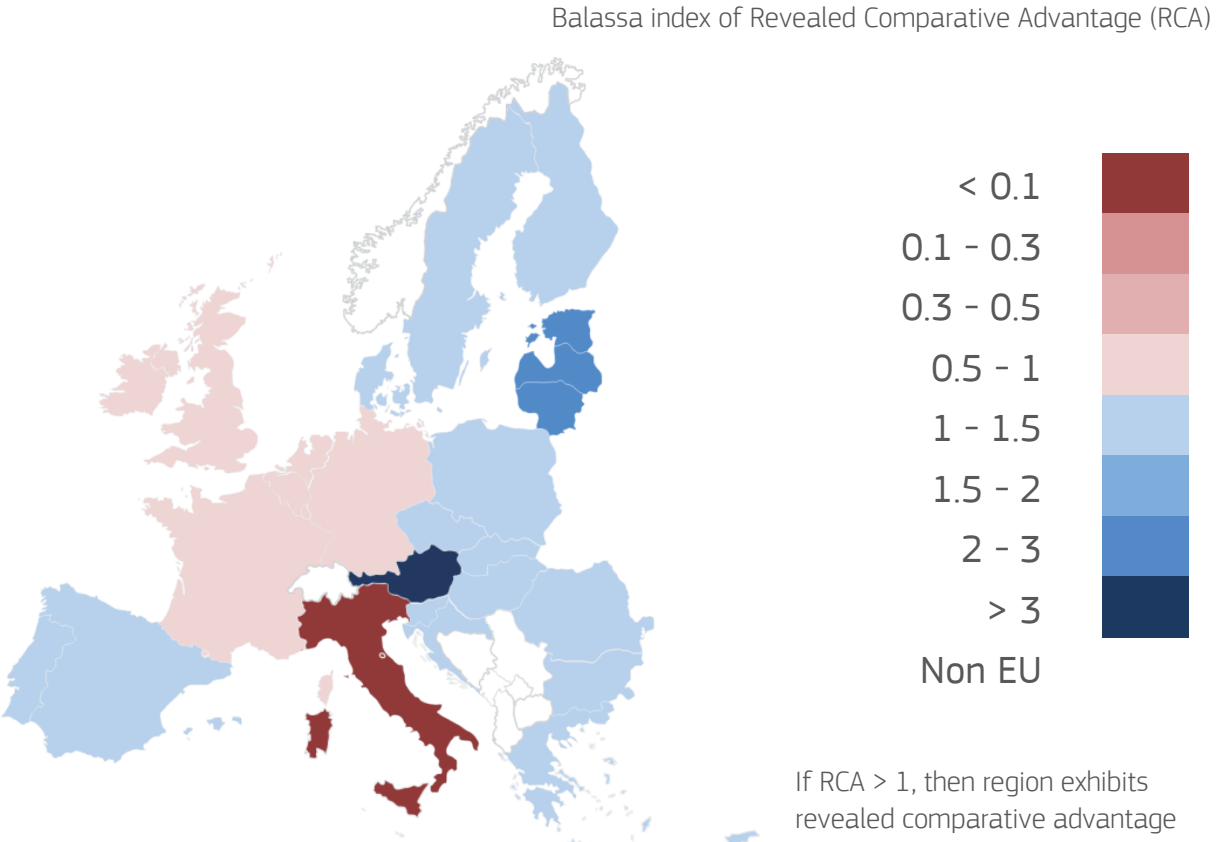 Balassa index of Revealed Comparative Advantage (RCA)
< 0.1
0.1 - 0.3
0.3 - 0.5
0.5 - 1
1 - 1.5
1.5 - 2
2 - 3
> 3
Non EU
If RCA > 1, then region exhibits
revealed comparative advantage